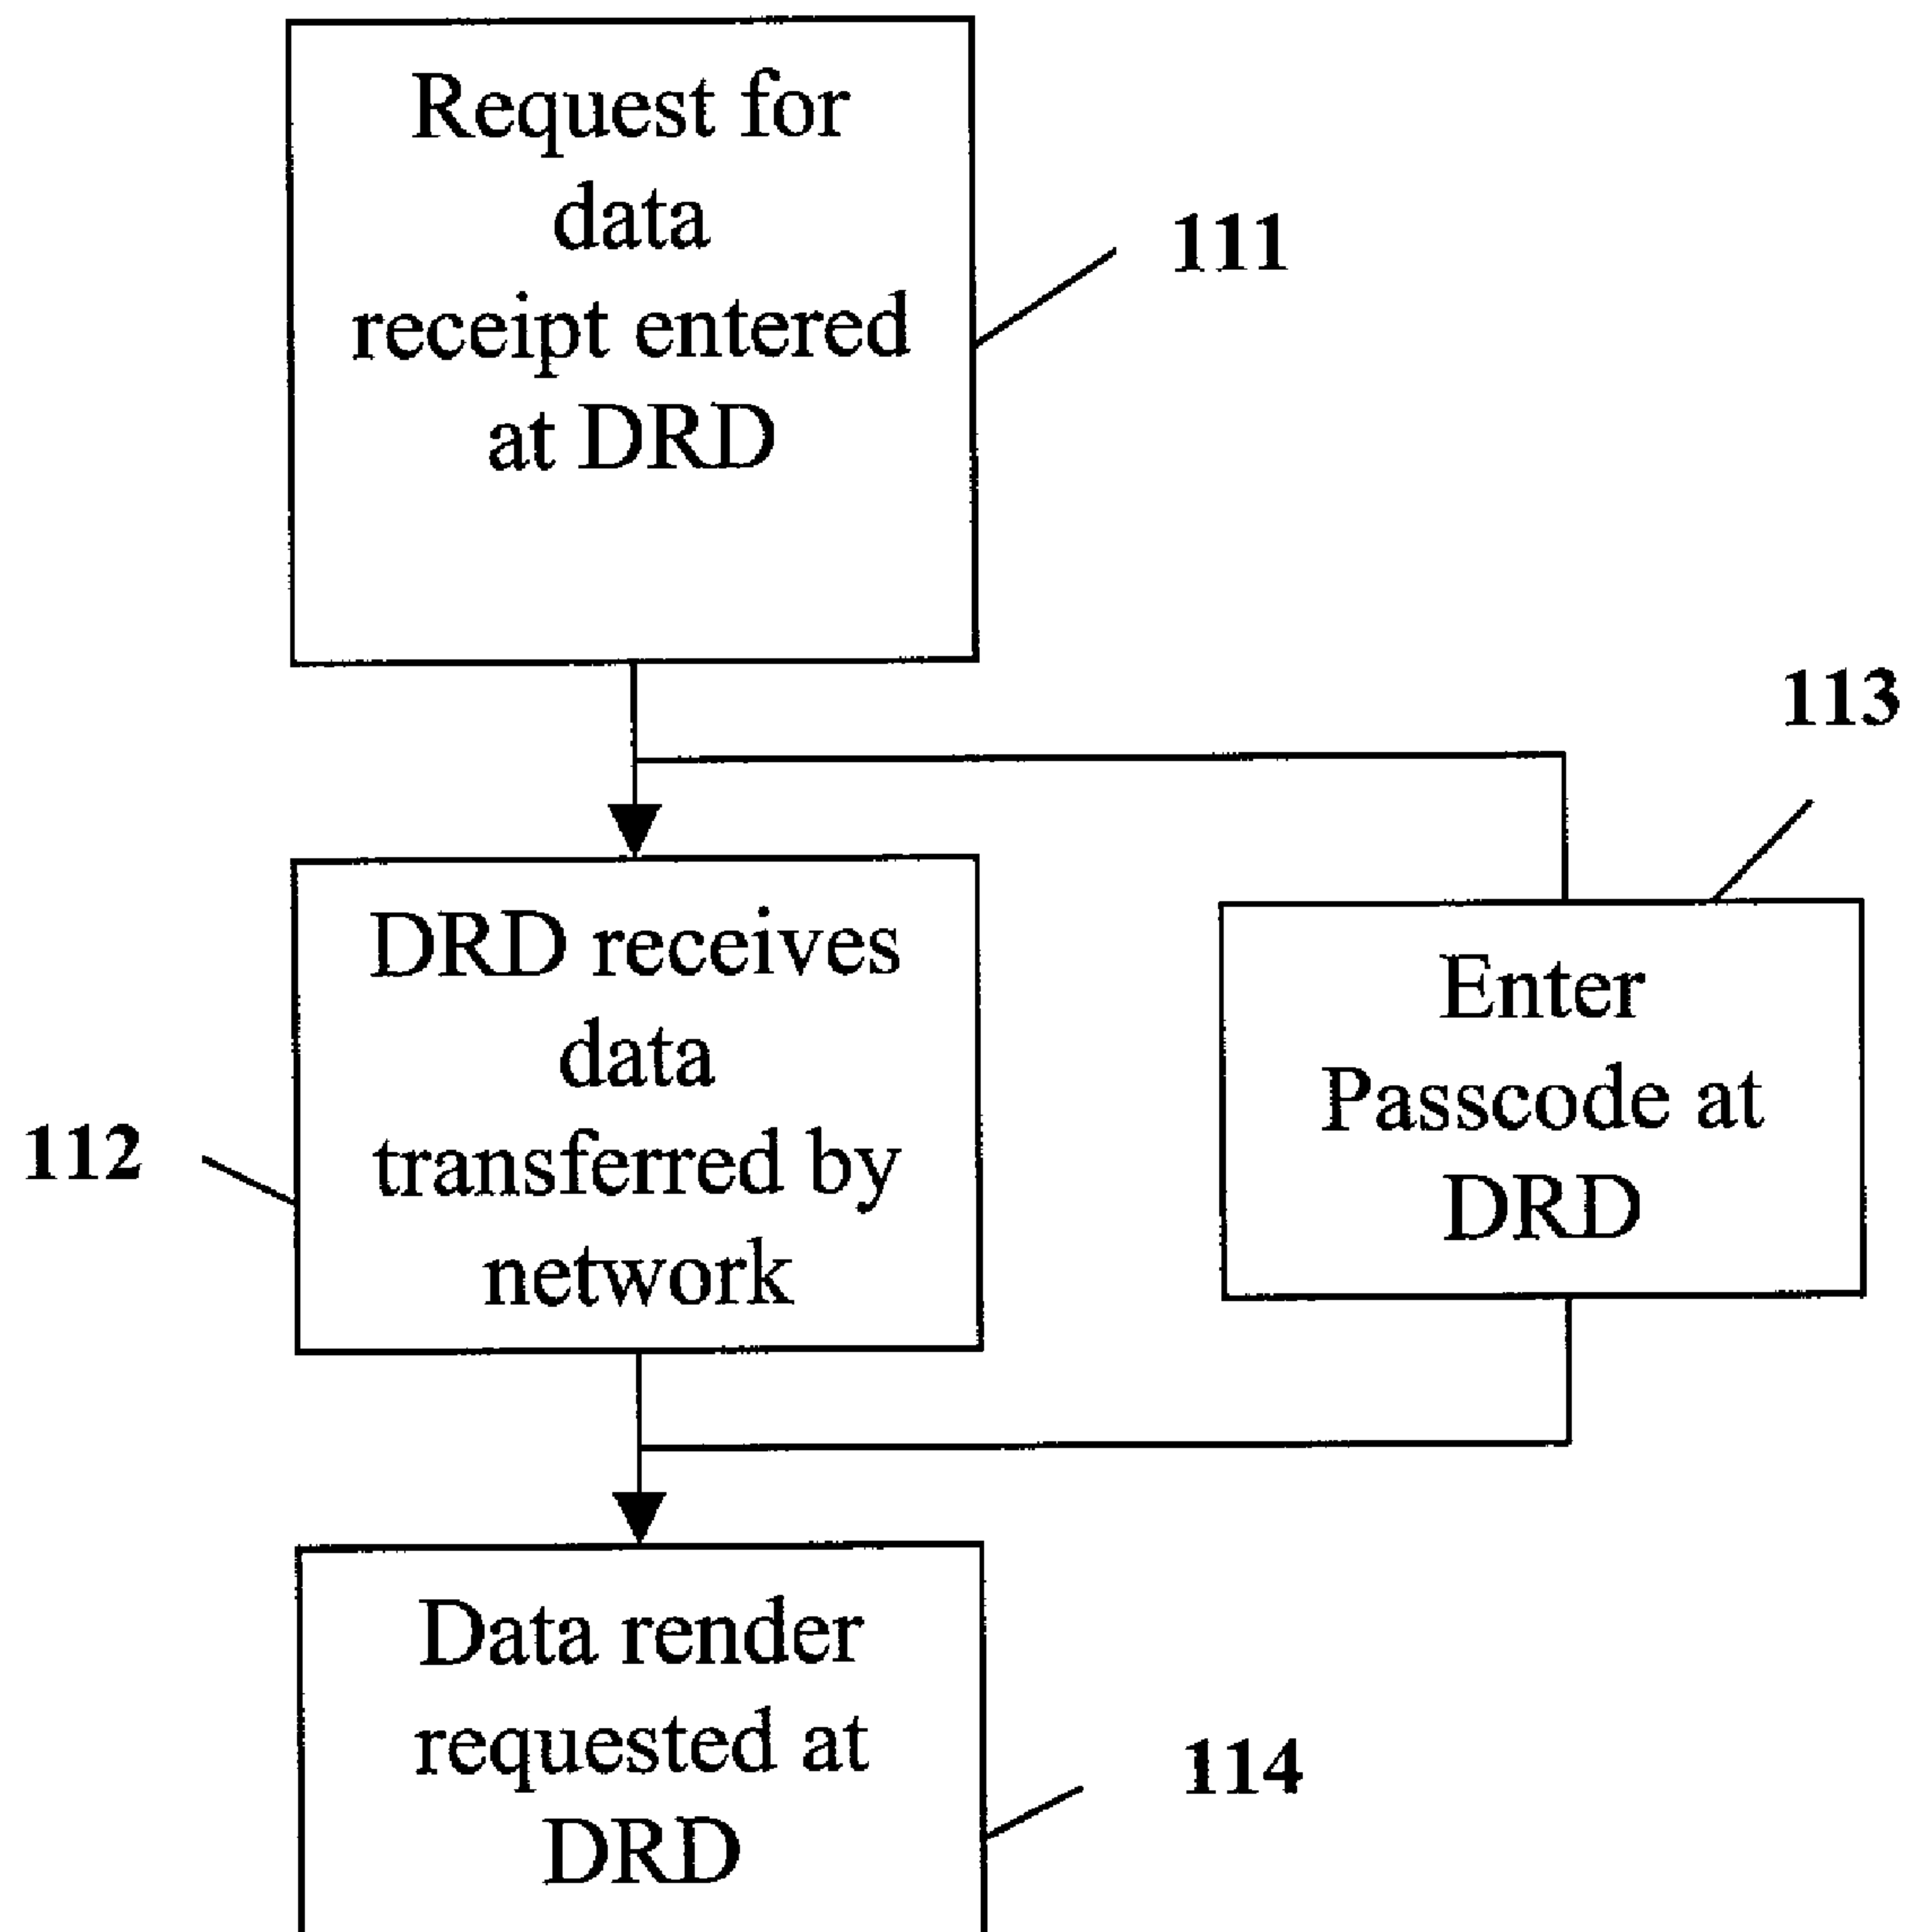 Request for
data
receipt entered
at DRD
111
113
DRD receives
data
transferred by
network
112
Enter
Passcode at
DRD
Data render
requested at
DRD
114